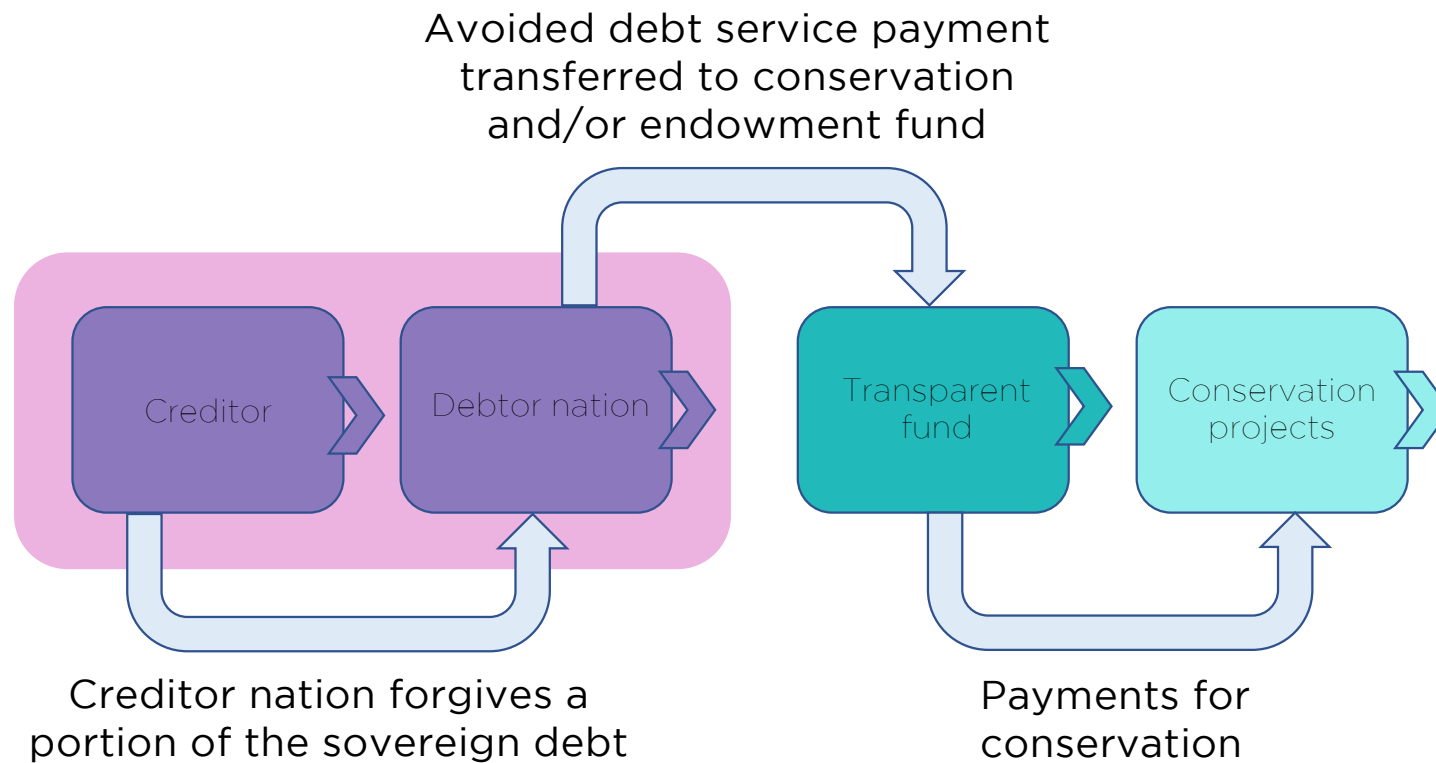 Avoided debt service payment
transferred to conservation
and/or endowment fund
Creditor
Debtor nation
Transparent
fund
Conservation
projects
Creditor nation forgives a
portion of the sovereign debt
Payments for
conservation